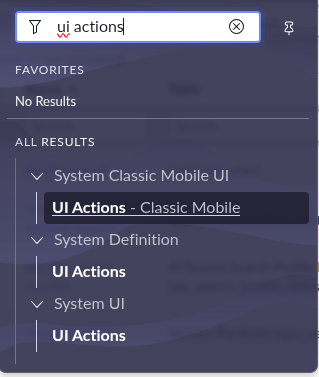 ui actions
FAVORITES
No Results
ALL RESULTS
System Classic Mobile UI
UI Actions - Classic Mobile
System Definition
UI Actions
System UI
UI Actions